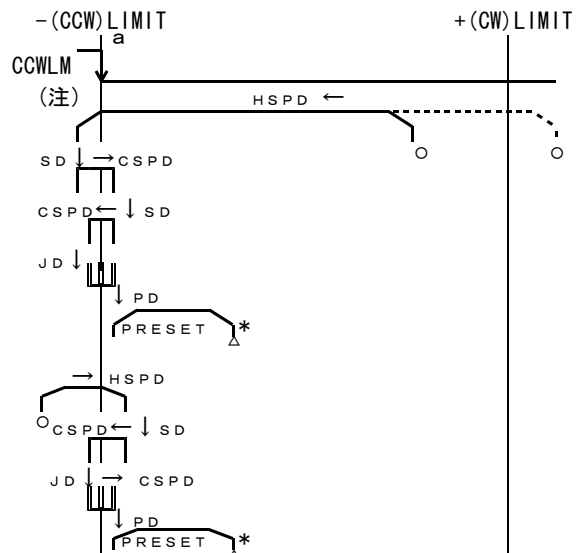 -(CCW)LIMIT +(CW)LIMIT
a
CCWLM
(注)
HSPD ←
○ ○
SD ↓ →CSPD
CSPD← ↓ SD
JD ↓
↓ PD
PRESET *
△
→ HSPD
○
CSPD← ↓ SD
JD ↓ → CSPD
↓ PD
PRESET *